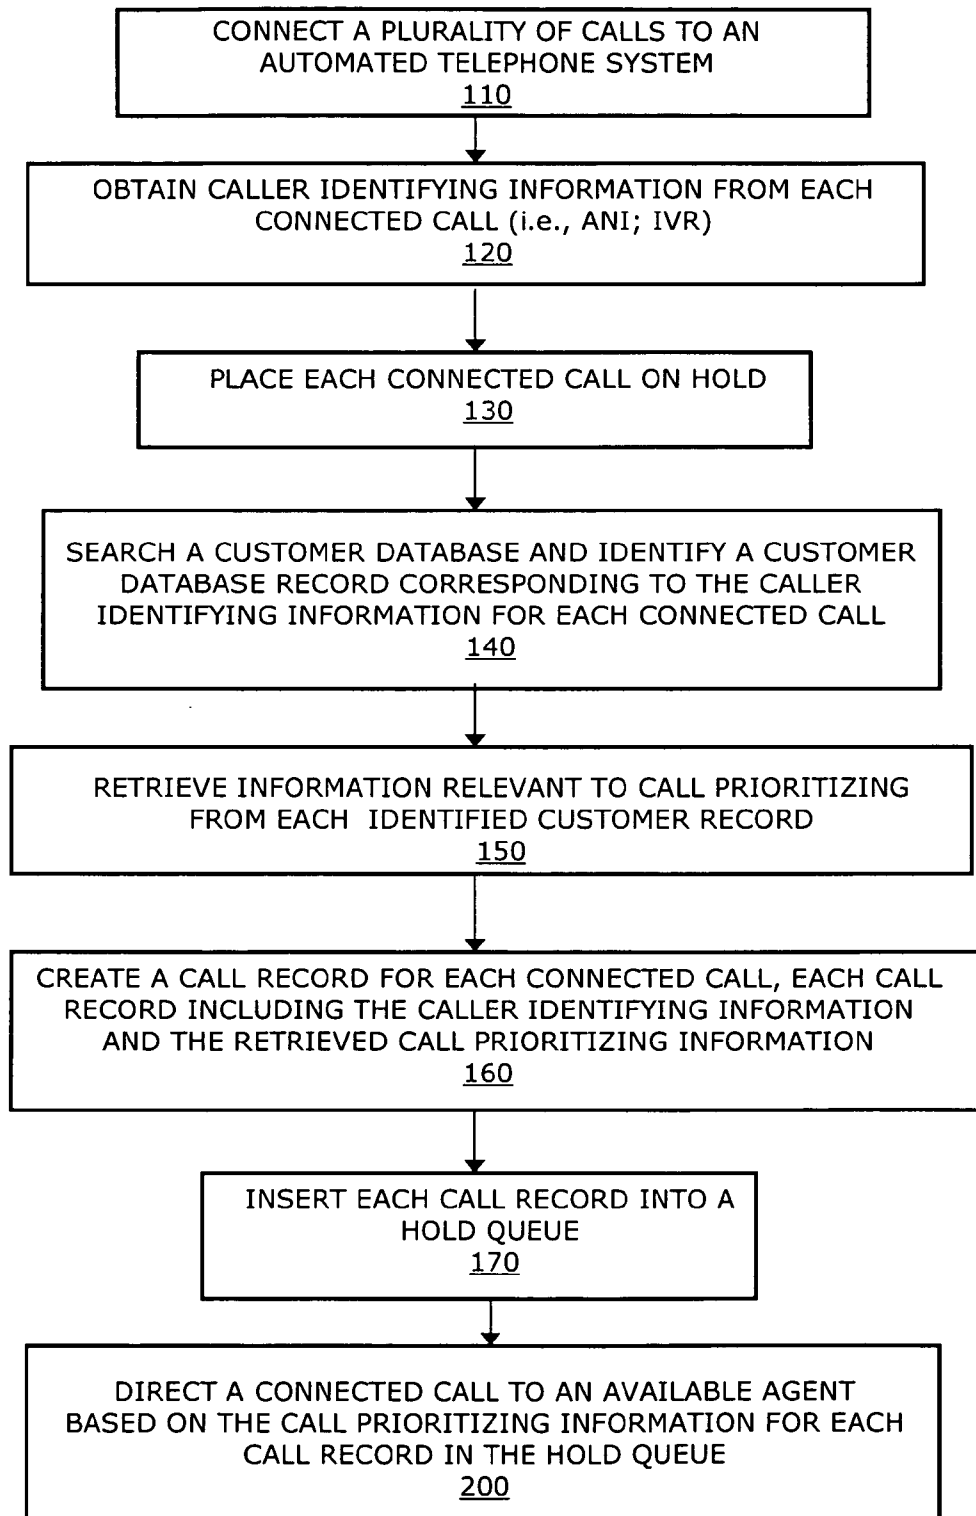 CONNECT A PLURALITY OF CALLS TO AN
AUTOMATED TELEPHONE SYSTEM
110
OBTAIN CALLER IDENTIFYING INFORMATION FROM EACH
CONNECTED CALL (i.e., ANI; IVR)
120
PLACE EACH CONNECTED CALL ON HOLD
130
SEARCH A CUSTOMER DATABASE AND IDENTIFY A CUSTOMER
DATABASE RECORD CORRESPONDING TO THE CALLER
IDENTIFYING INFORMATION FOR EACH CONNECTED CALL
140
RETRIEVE INFORMATION RELEVANT TO CALL PRIORITIZING
FROM EACH IDENTIFIED CUSTOMER RECORD
150
CREATE A CALL RECORD FOR EACH CONNECTED CALL, EACH CALL
RECORD INCLUDING THE CALLER IDENTIFYING INFORMATION
AND THE RETRIEVED CALL PRIORITIZING INFORMATION
160
INSERT EACH CALL RECORD INTO A
HOLD QUEUE
170
DIRECT A CONNECTED CALL TO AN AVAILABLE AGENT
BASED ON THE CALL PRIORITIZING INFORMATION FOR EACH
CALL RECORD IN THE HOLD QUEUE
200